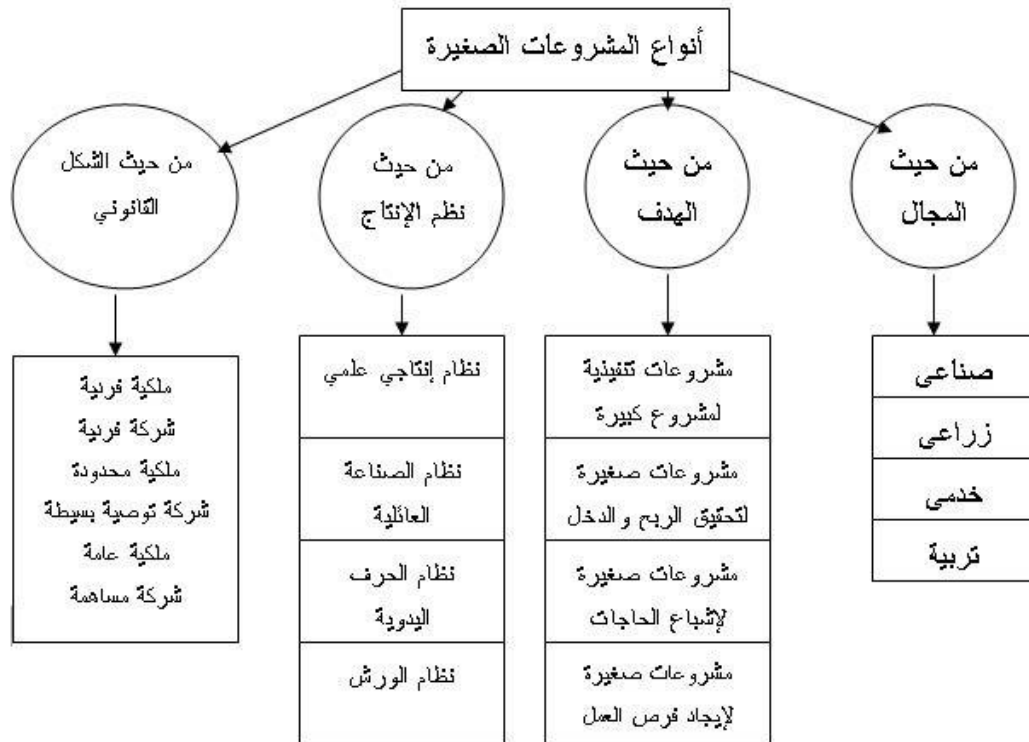 أنواع المشروعات الصغيرة
من حيث
المجال
من حيث
الهدف
من حيث
نظم الإنتاج
من حيث الشكل
القانوني
صناعى
زراعى
خدمى
تربية
مشروعات تنفيذية
لمشروع كبيرة
مشروعات صغيرة
لتحقيق الربح والدخل
مشروعات صغيرة
لإشباع الحاجات
مشروعات صغيرة
لإيجاد فرص العمل
نظام إنتاجي علمي
نظام الصناعة
العائلية
نظام الحرف
اليدوية
نظام الورش
ملكية فردية
شركة فردية
ملكية محدودة
شركة توصية بسيطة
ملكية عامة
شركة مساهمة